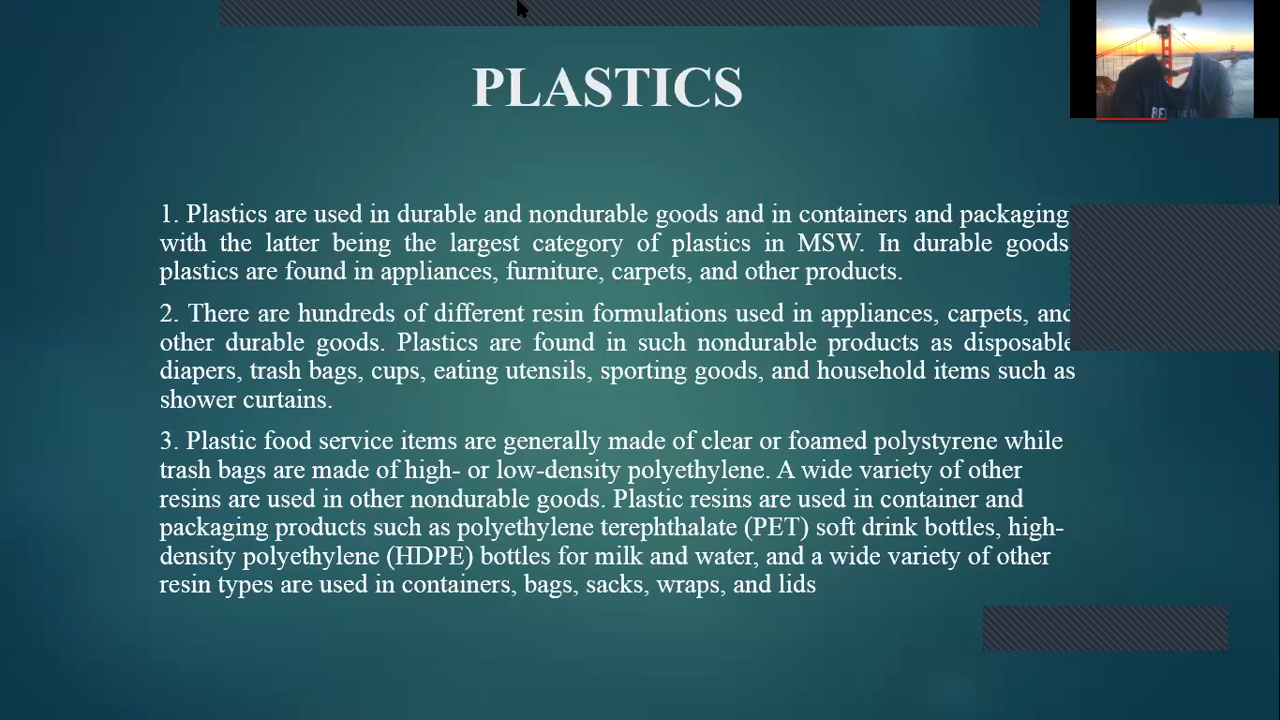 PLASTICS
1. Plastics are used in durable and nondurable goods and in containers and packaging
with the latter being the largest category of plastics in MSW. In durable goods
plastics are found in appliances, furniture, carpets, and other products.
2. There are hundreds of different resin formulations used in appliances, carpets, and
other durable goods. Plastics are found in such nondurable products as disposable
diapers, trash bags, cups, eating utensils, sporting goods, and household items such as
shower curtains.
3. Plastic food service items are generally made of clear or foamed polystyrene while
trash bags are made of high- or low-density polyethylene. A wide variety of other
resins are used in other nondurable goods. Plastic resins are used in container and
packaging products such as polyethylene terephthalate (PET) soft drink bottles, high-
density polyethylene (HDPE) bottles for milk and water, and a wide variety of other
resin types are used in containers, bags, sacks, wraps, and lids